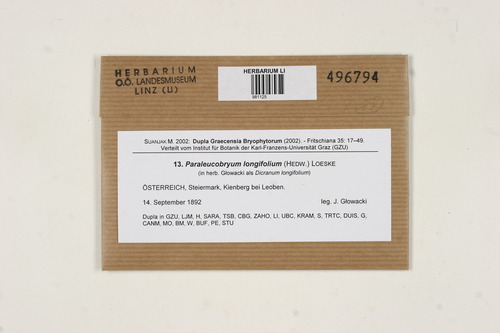 HERBARIUM
O.Ö. LANDESMUSEUM
LINZ (LI)
HERBARIUM LI
981125
496794
SUANJAK M. 2002: Dupla Graecensia Bryophytorum (2002). - Fritschiana 35: 17–49.
Verteilt vom Institut für Botanik der Karl-Franzens-Universität Graz (GZU)
13. Paraleucobryum longifolium (HEDW.) LOESKE
(in herb. Glowacki als Dicranum longifolium)
ÖSTERREICH, Steiermark, Kienberg bei Leoben.
14. September 1892 leg. J. Glowacki
Dupla in GZU, LJM, H, SARA, TSB, CBG, ZAHO, LI, UBC, KRAM, S, TRTC, DUIS, G,
CANM, MO, BM, W, BUF, PE, STU